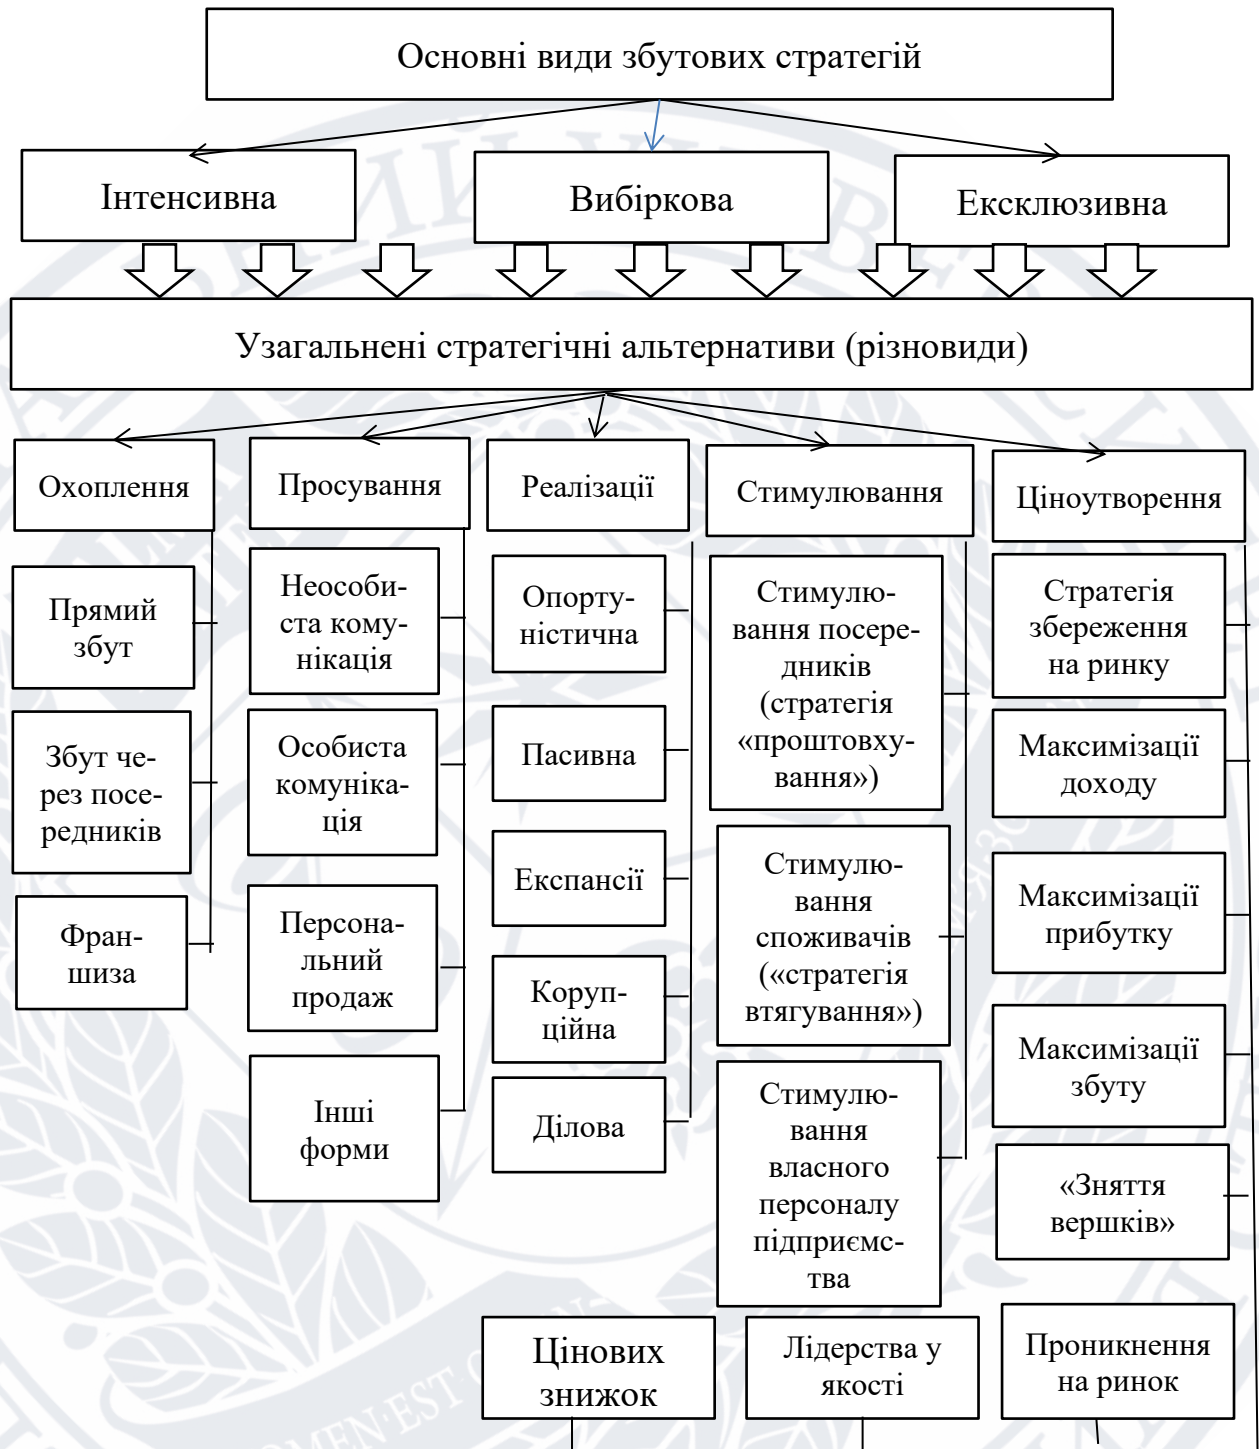 Основні види збутових стратегій
Інтенсивна
Вибіркова
Ексклюзивна
Узагальнені стратегічні альтернативи (різновиди)
Охоплення
Просування
Реалізації
Стимулювання
Ціноутворення
Прямий
збут
Збут че-
рез посе-
редників
Фран-
шиза
Неособи-
ста кому-
нікація
Особиста
комуніка-
ція
Персона-
льний
продаж
Інші
форми
Опорту-
ністична
Пасивна
Експансії
Коруп-
ційна
Ділова
Стимулю-
вання посере-
дників
(стратегія
«проштовху-
вання»)
Стимулю-
вання
споживачів
(«стратегія
втягування»)
Стимулю-
вання
власного
персоналу
підприємс-
тва
Стратегія
збереження
на ринку
Максимізації
доходу
Максимізації
прибутку
Максимізації
збуту
«Зняття
вершків»
Цінових
знижок
Лідерства у
якості
Проникнення
на ринок